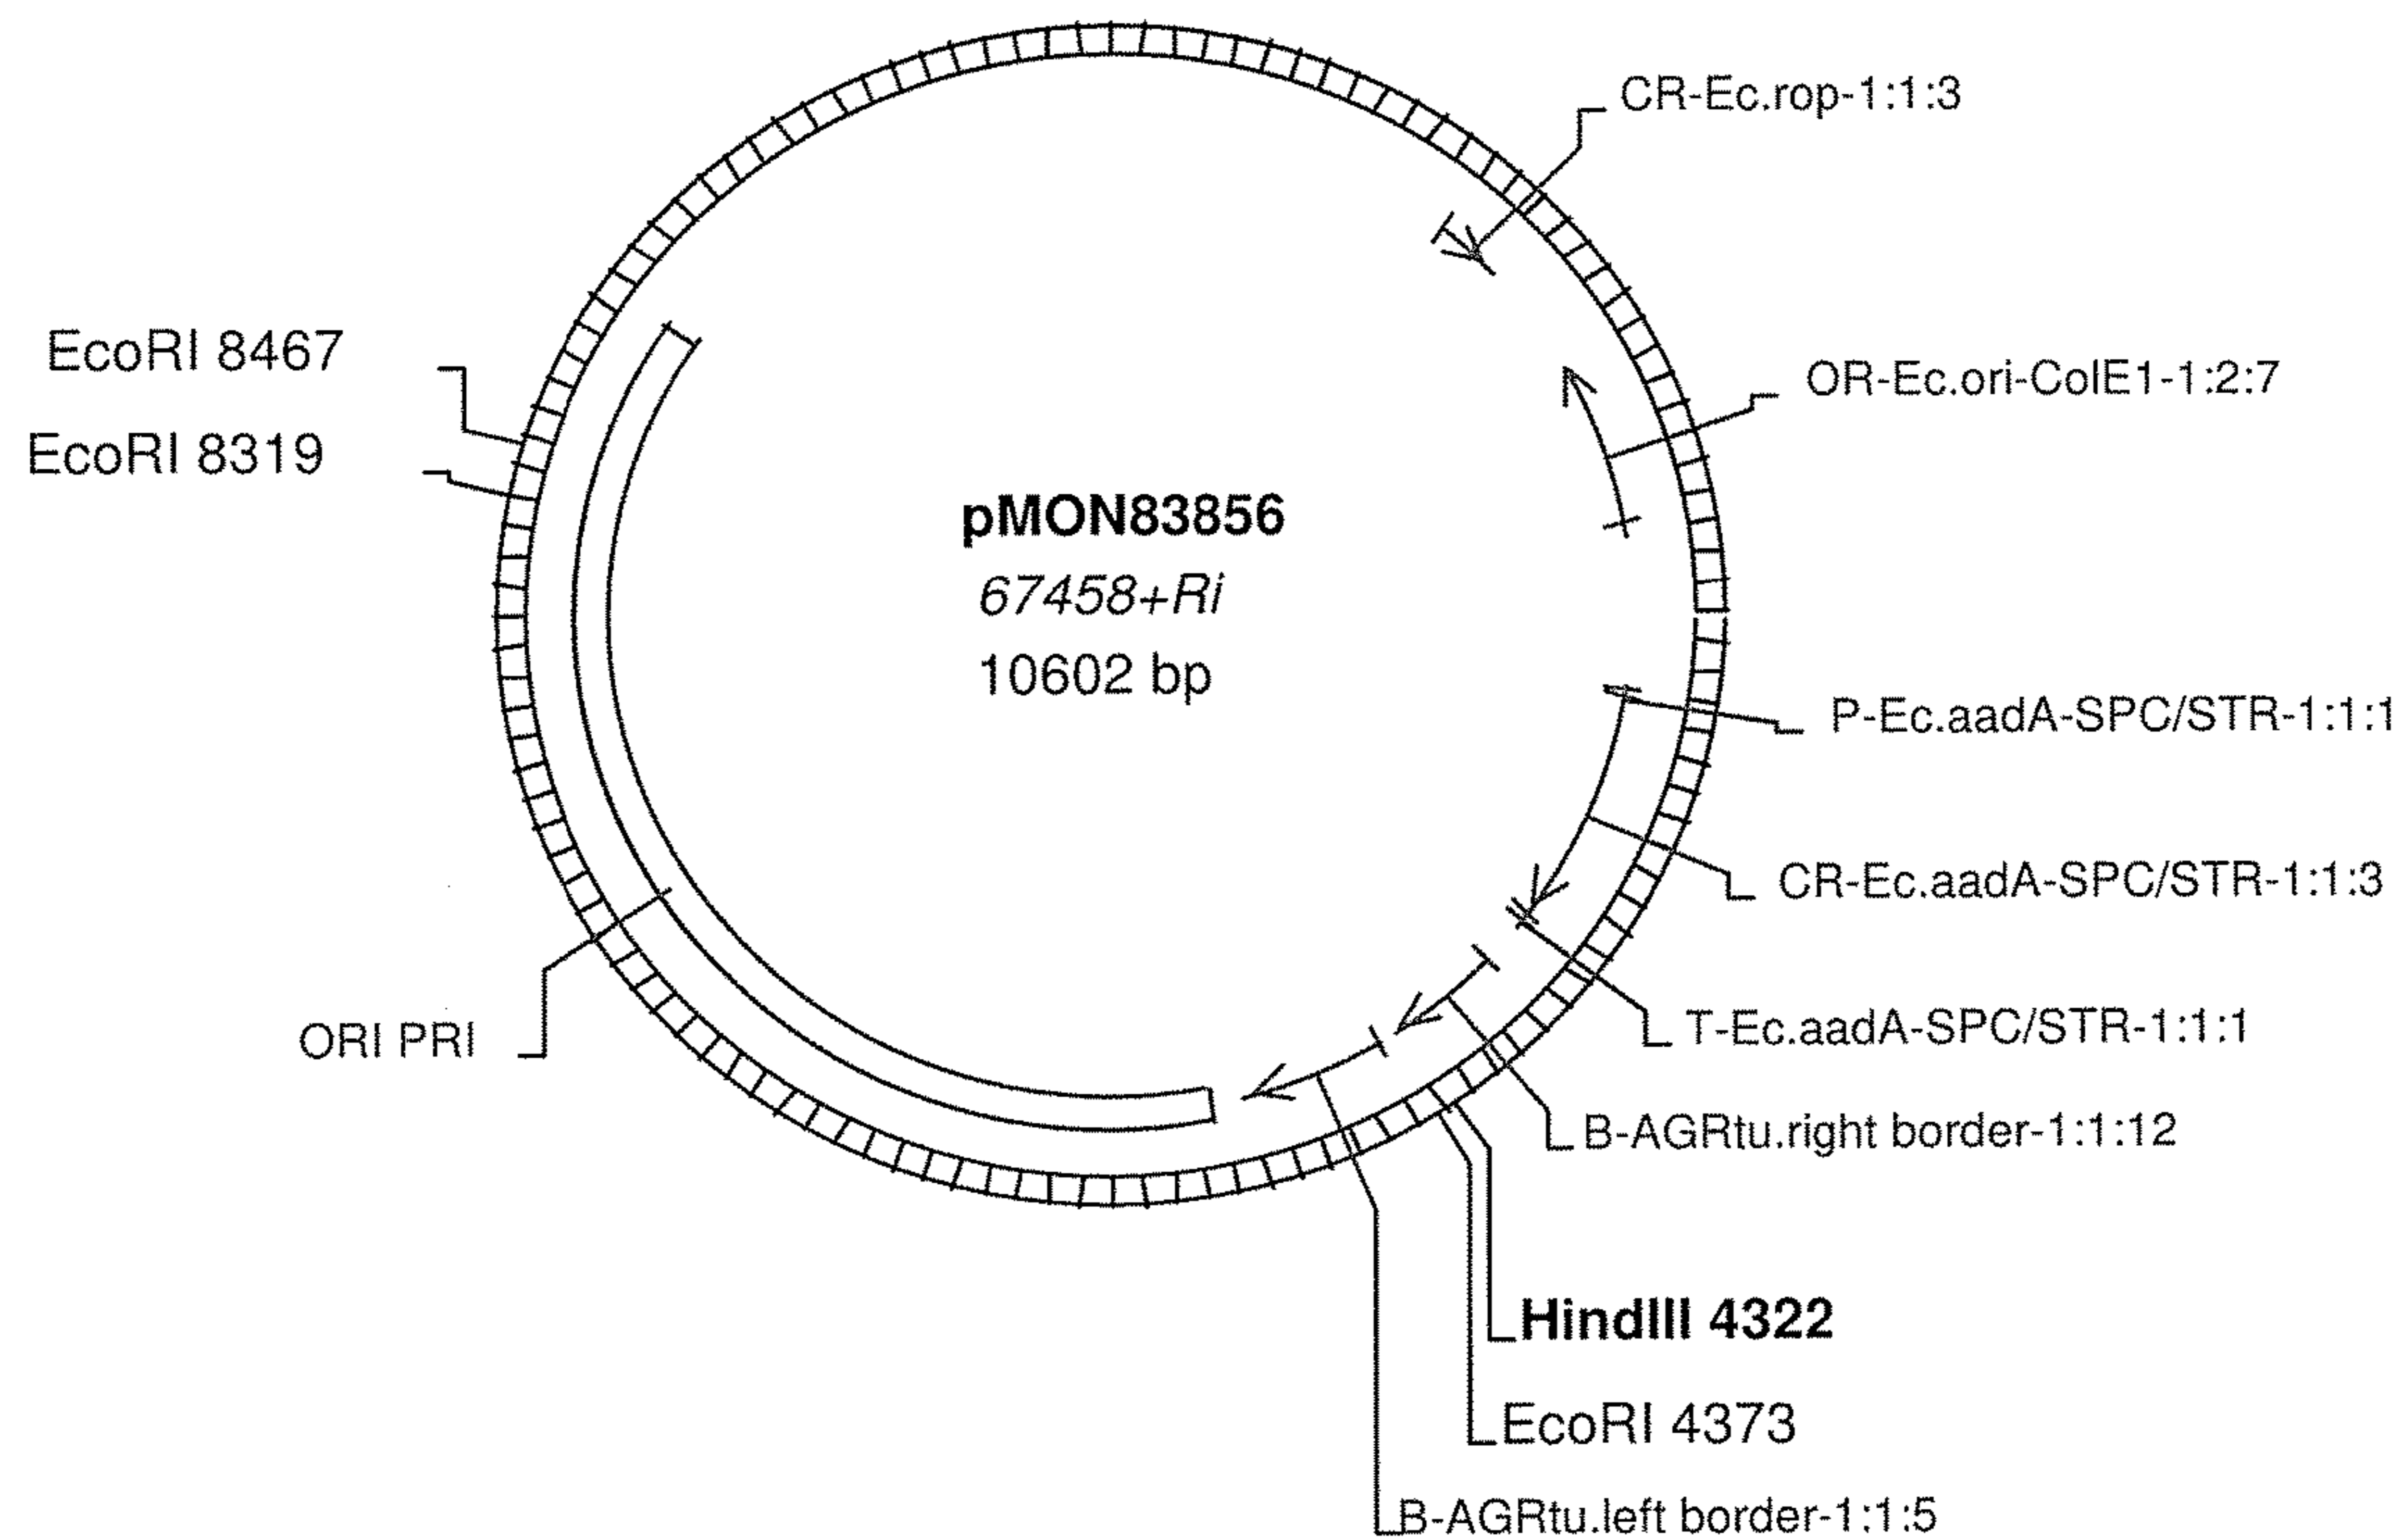 CR-Ec.rop-1:1:3
OR-Ec.ori-ColE1-1:2:7
EcoRI 8467
EcoRI 8319
pMON83856
67458+Ri
10602 bp
P-Ec.aadA-SPC/STR-1:1:1
CR-Ec.aadA-SPC/STR-1:1:3
ORI PRI
T-Ec.aadA-SPC/STR-1:1:1
B-AGRtu.right border-1:1:12
HindIII 4322
EcoRI 4373
B-AGRtu.left border-1:1:5